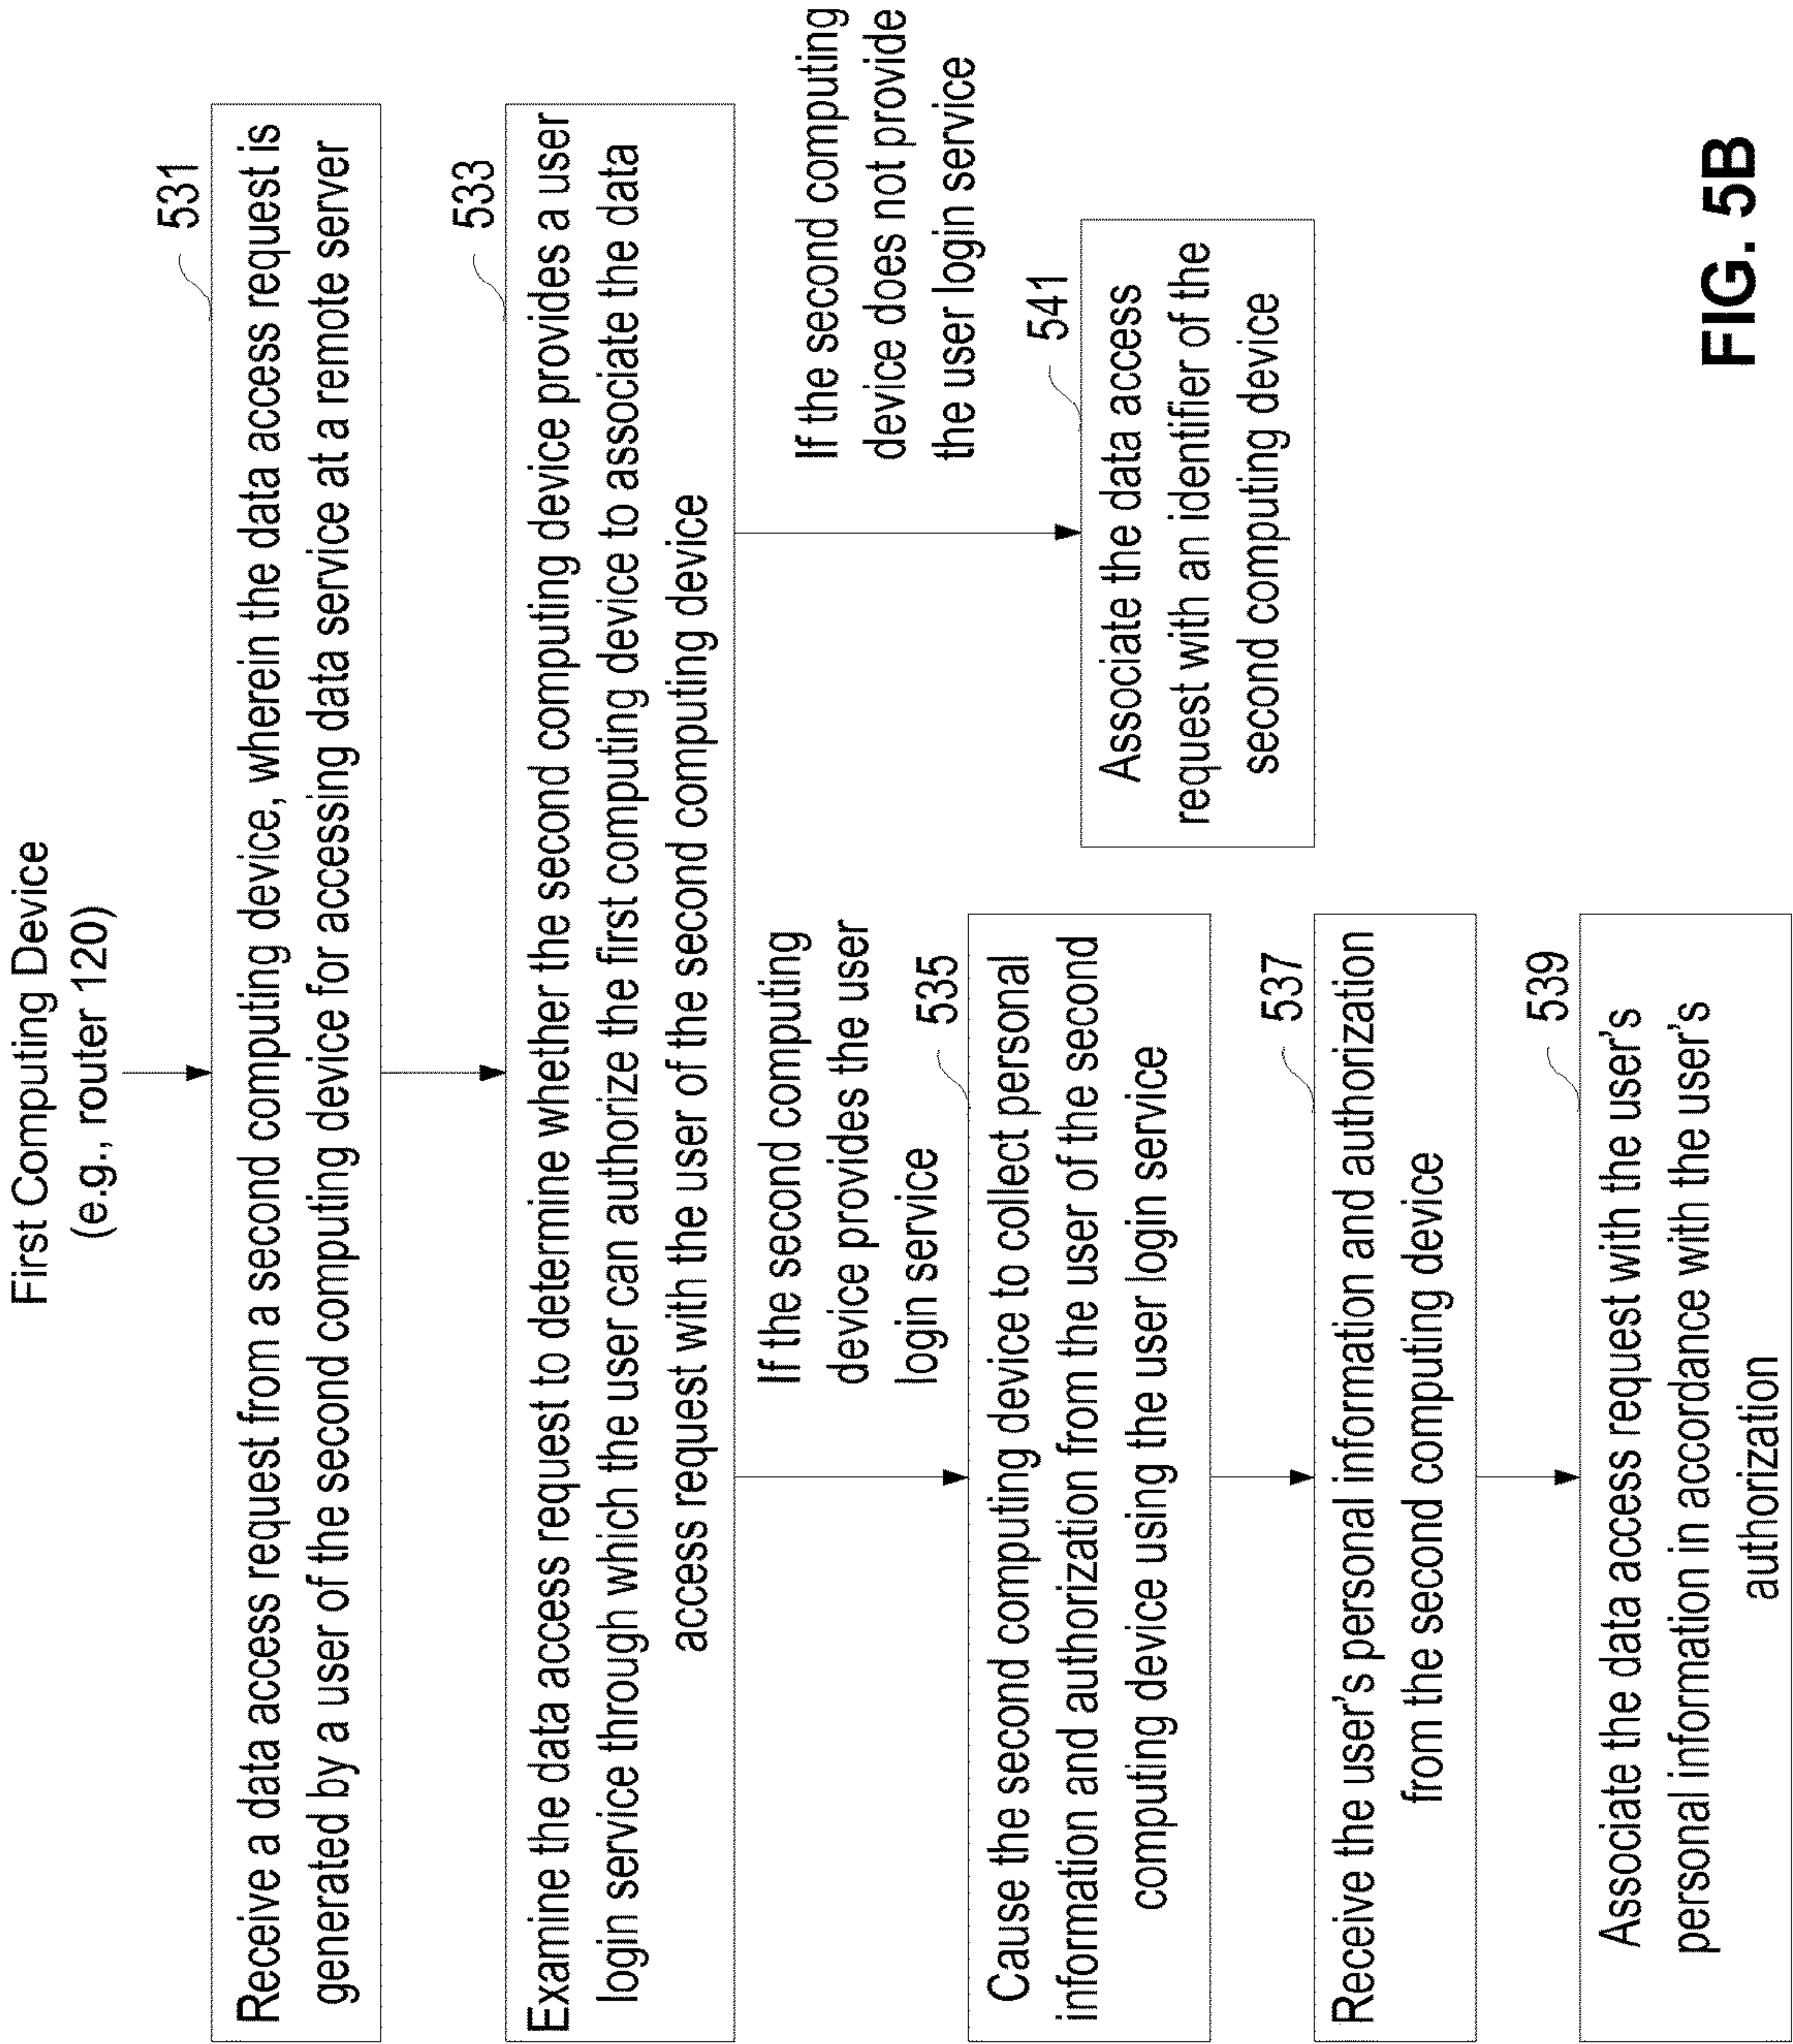 First Computing Device
(e.g., router 120)
531
Receive a data access request from a second computing device, wherein the data access request is
generated by a user of the second computing device for accessing data service at a remote server
533
Examine the data access request to determine whether the second computing device provides a user
login service through which the user can authorize the first computing device to associate the data
access request with the user of the second computing device
If the second computing
device provides the user
login service
535
Cause the second computing device to collect personal
information and authorization from the user of the second
computing device using the user login service
537
Receive the user's personal information and authorization
from the second computing device
539
Associate the data access request with the user's
personal information in accordance with the user's
authorization
If the second computing
device does not provide
the user login service
541
Associate the data access
request with an identifier of the
second computing device
FIG. 5B